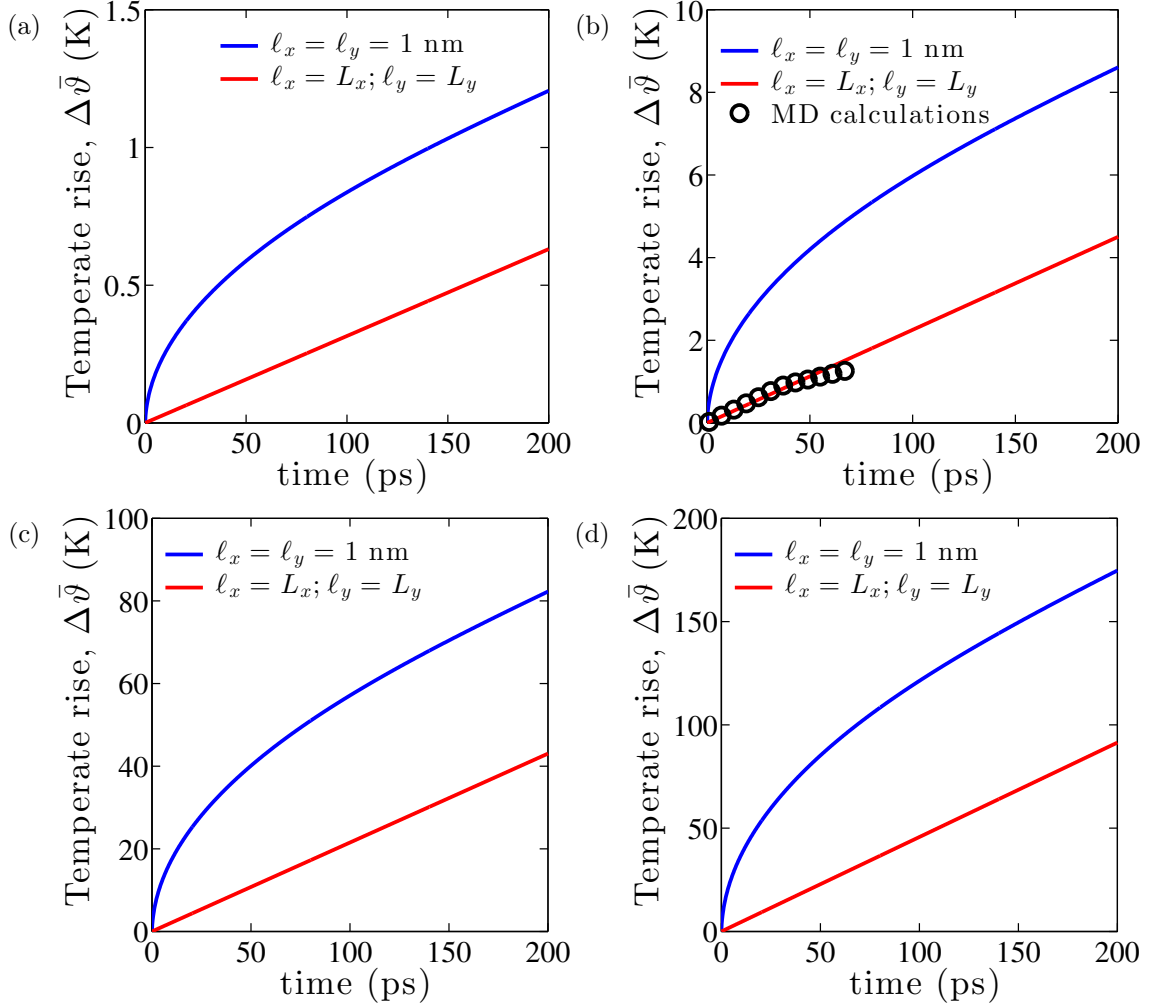 (a)
Temperate rise, Δϑ̄ (K)
1.5
1
0.5
0
ℓx = ℓy = 1 nm
ℓx = Lx; ℓy = Ly
0 50 100 150 200
time (ps)
(b)
Temperate rise, Δϑ̄ (K)
10
8
6
4
2
0
ℓx = ℓy = 1 nm
ℓx = Lx; ℓy = Ly
MD calculations
0 50 100 150 200
time (ps)
(c)
Temperate rise, Δϑ̄ (K)
100
80
60
40
20
0
ℓx = ℓy = 1 nm
ℓx = Lx; ℓy = Ly
0 50 100 150 200
time (ps)
(d)
Temperate rise, Δϑ̄ (K)
200
150
100
50
0
ℓx = ℓy = 1 nm
ℓx = Lx; ℓy = Ly
0 50 100 150 200
time (ps)